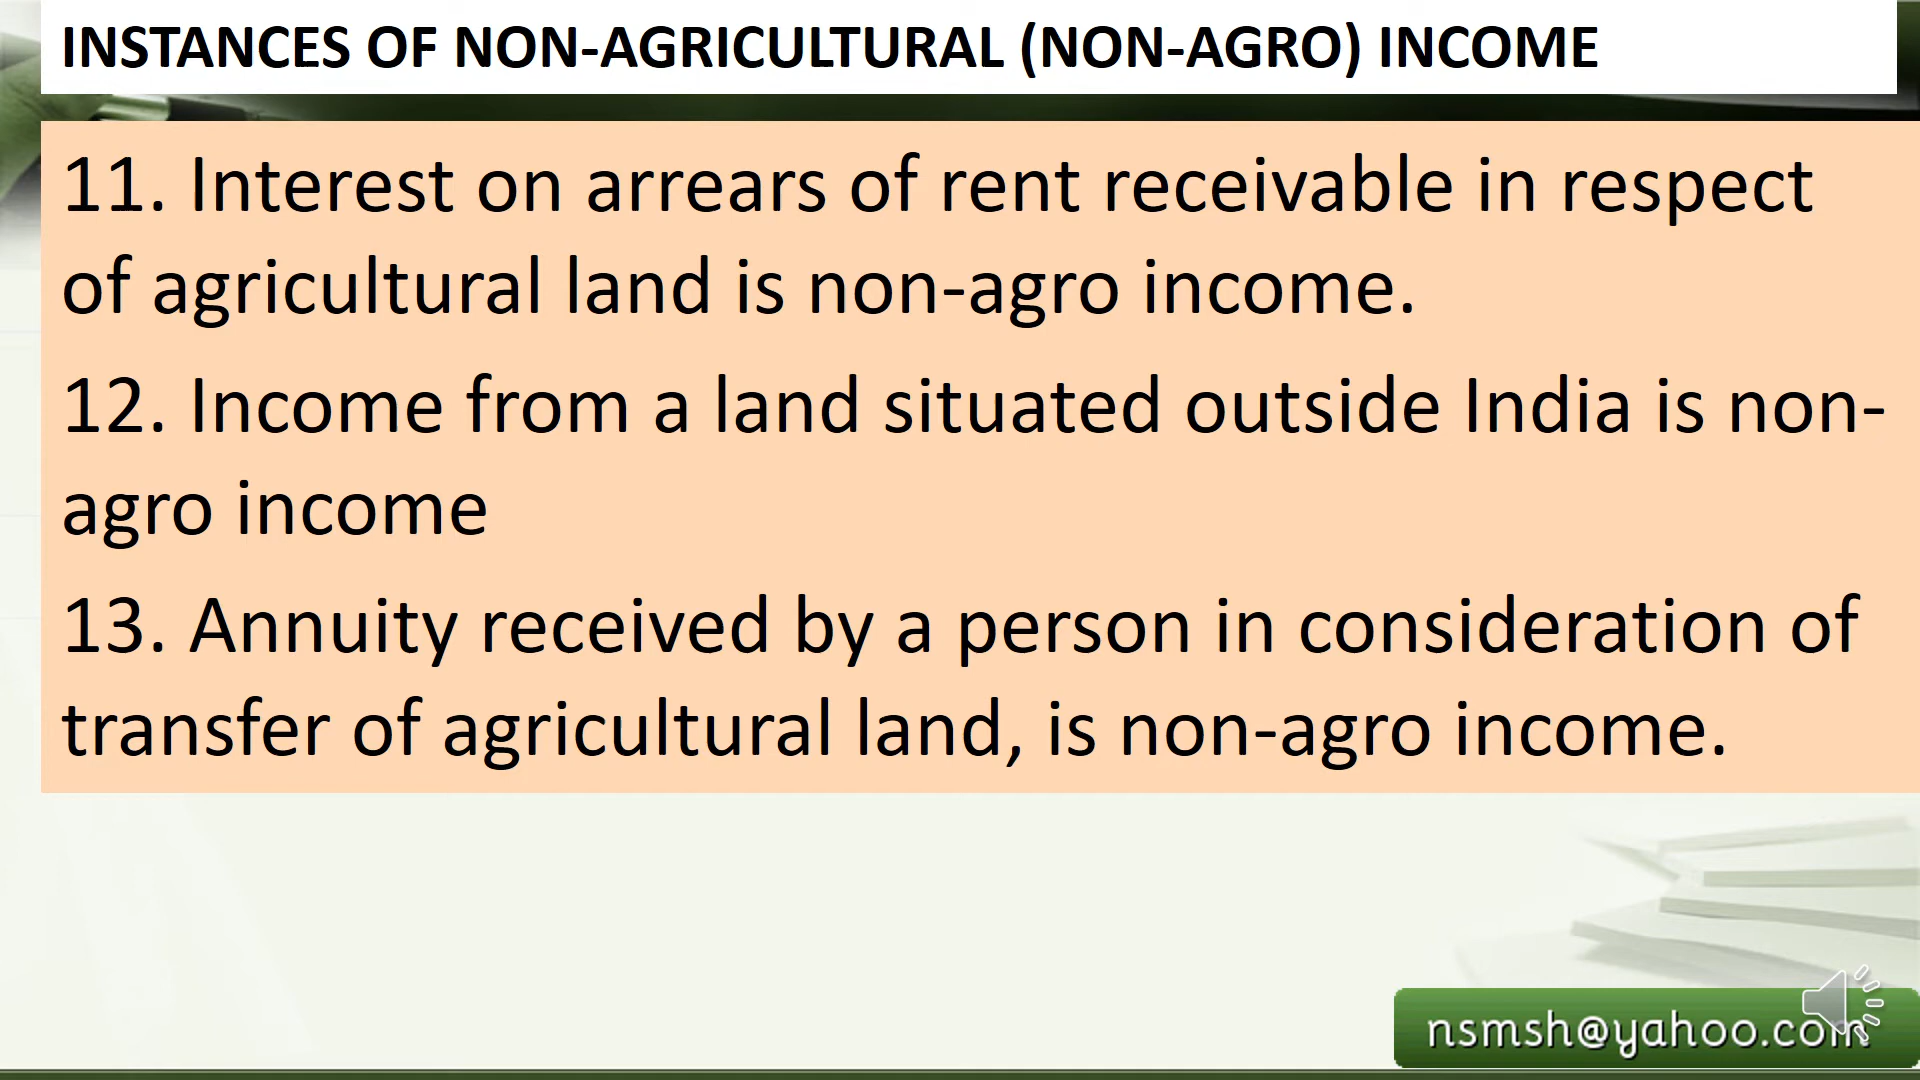 INSTANCES OF NON-AGRICULTURAL (NON-AGRO) INCOME
11. Interest on arrears of rent receivable in respect
of agricultural land is non-agro income.
12. Income from a land situated outside India is non-
agro income
13. Annuity received by a person in consideration of
transfer of agricultural land, is non-agro income.
nsmsh@yahoo.com